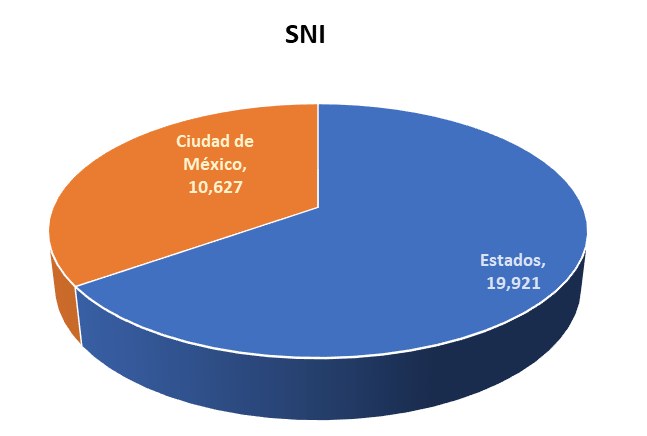 SNI
Ciudad de
México,
10,627
Estados,
19,921